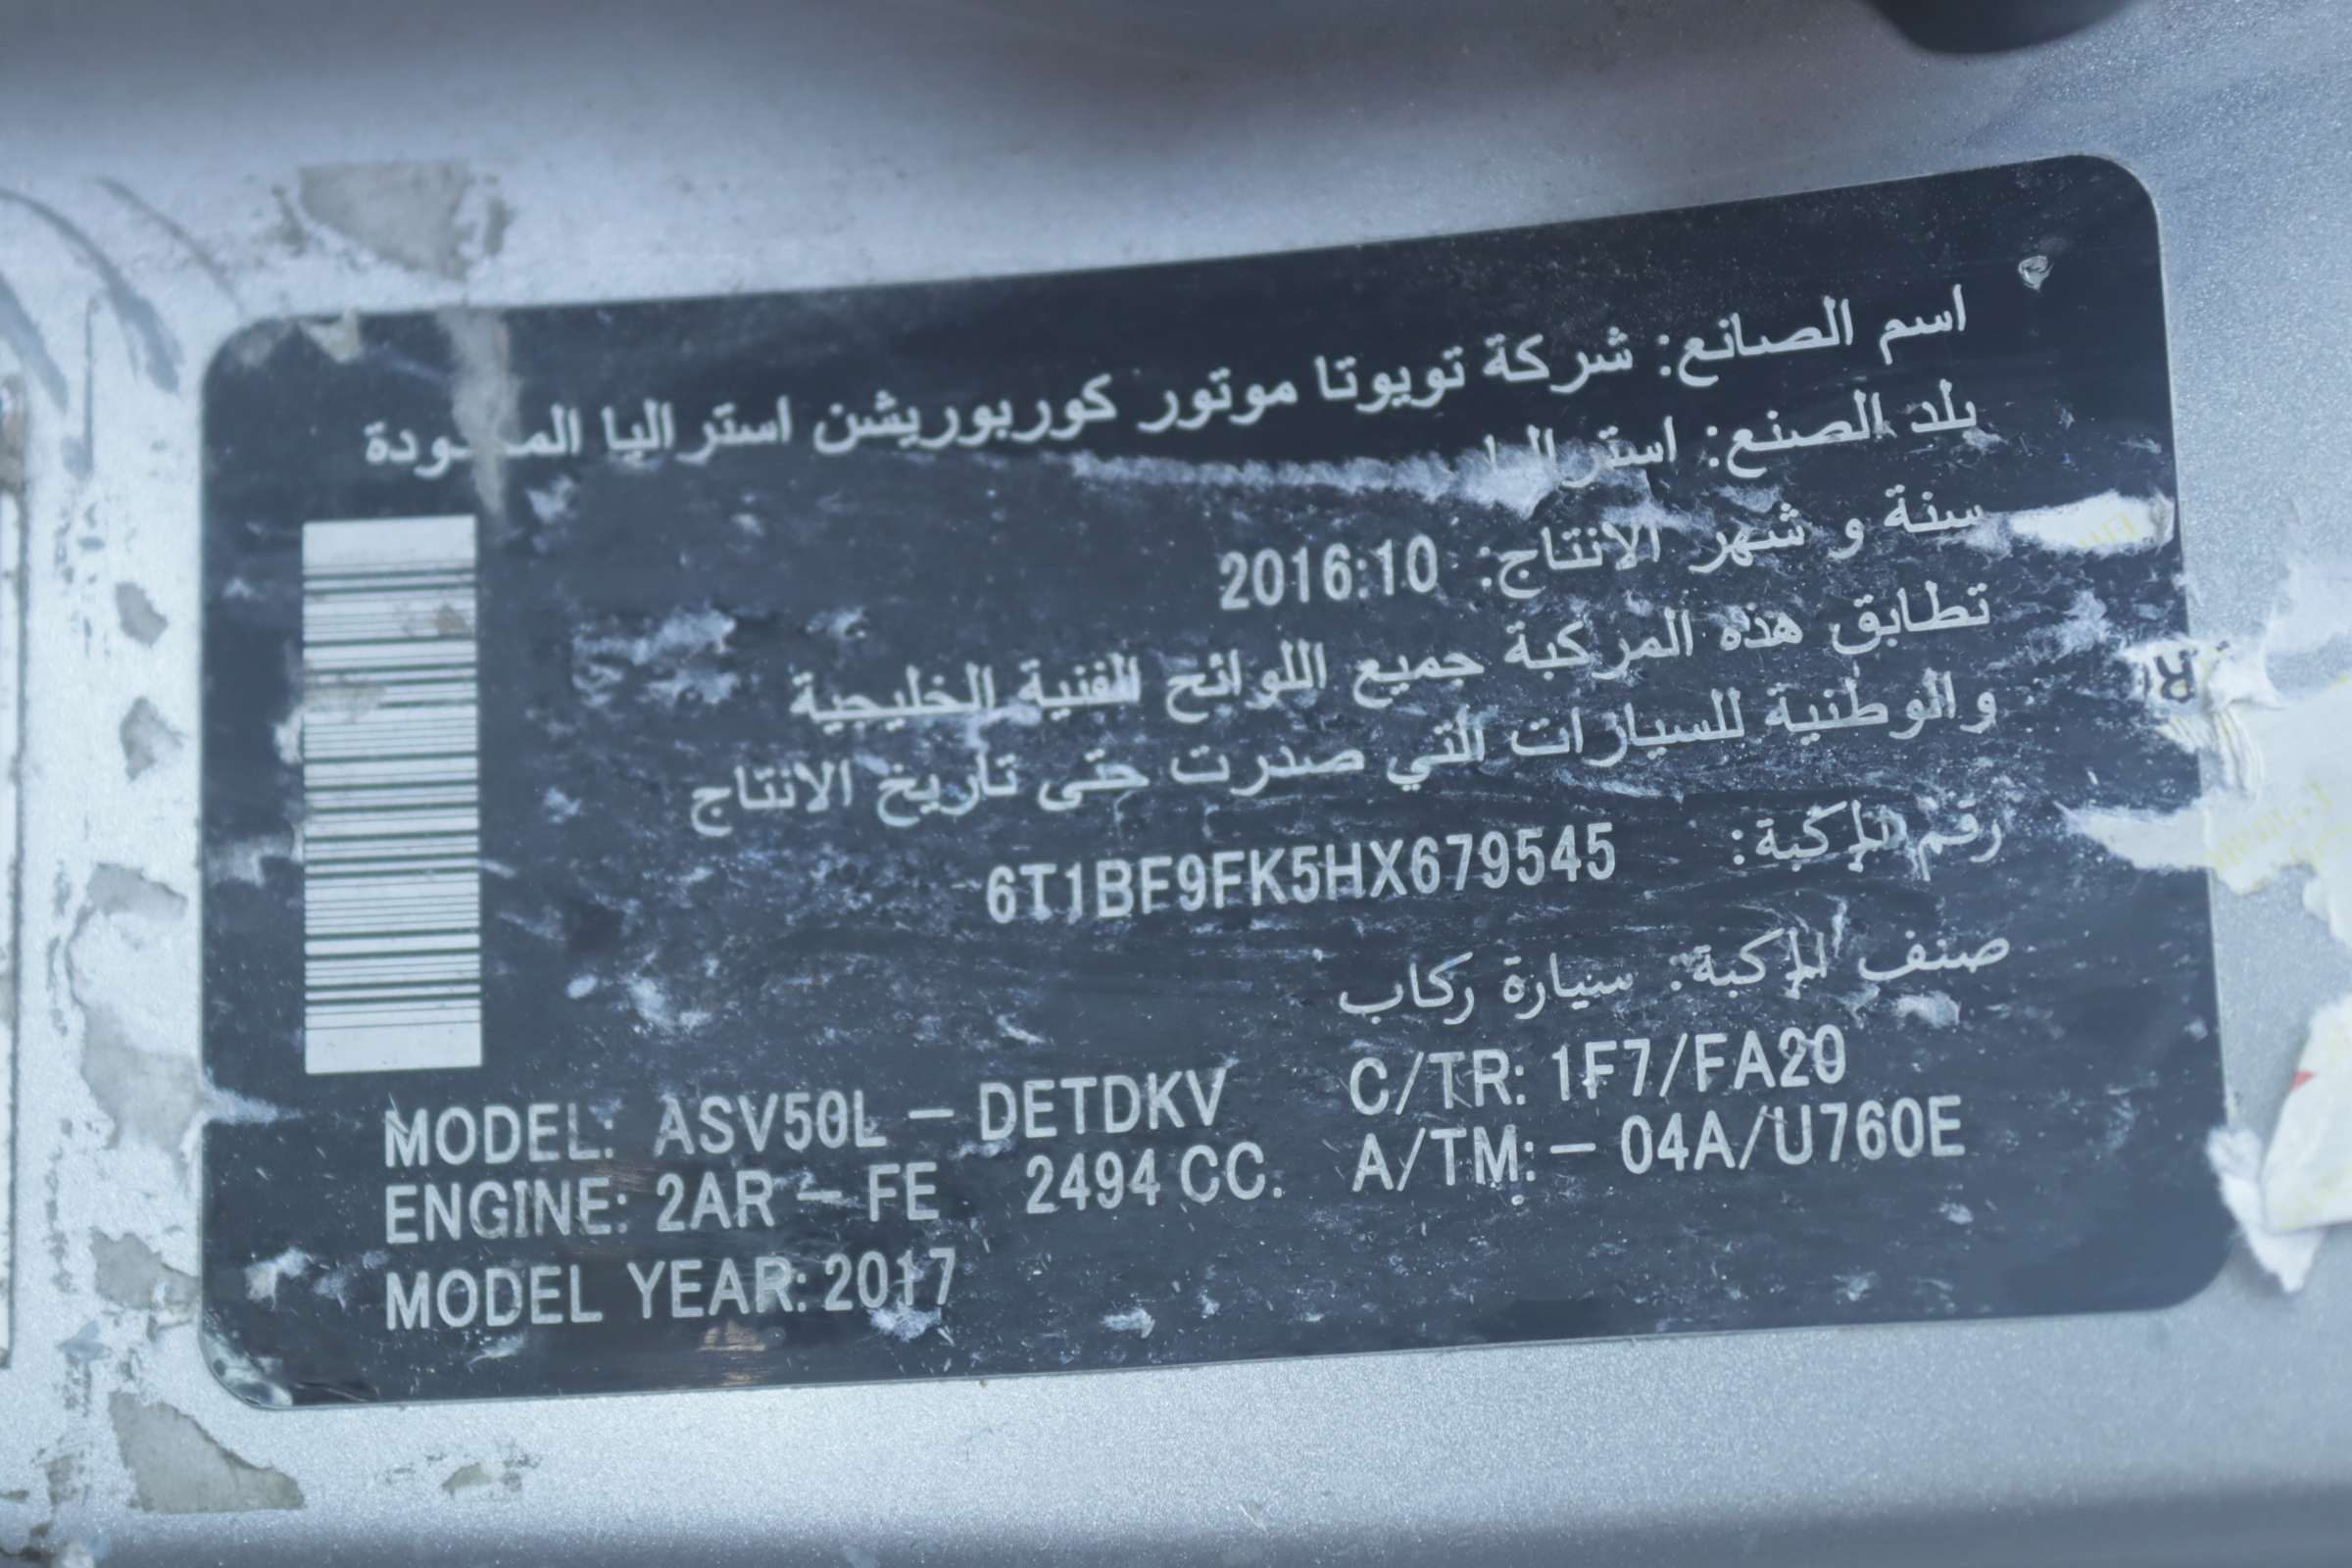 اسم الصانع: شركة تويوتا موتور كوربوريشن استراليا
بلد الصنع: استراليا
سنة و شهر الانتاج: 2016:10
تطابق هذه المركبة جميع اللوائح الفنية الخليجية
والوطنية للسيارات التي صدرت حتى تاريخ الانتاج
رقم المركبة: 6T1BF9FK5HX679545
صنف المركبة: سيارة ركاب
MODEL: ASV50L – DETDKV C/TR: 1F7/FA20
ENGINE: 2AR – FE 2494 CC. A/TM: – 04A/U760E
MODEL YEAR: 2017